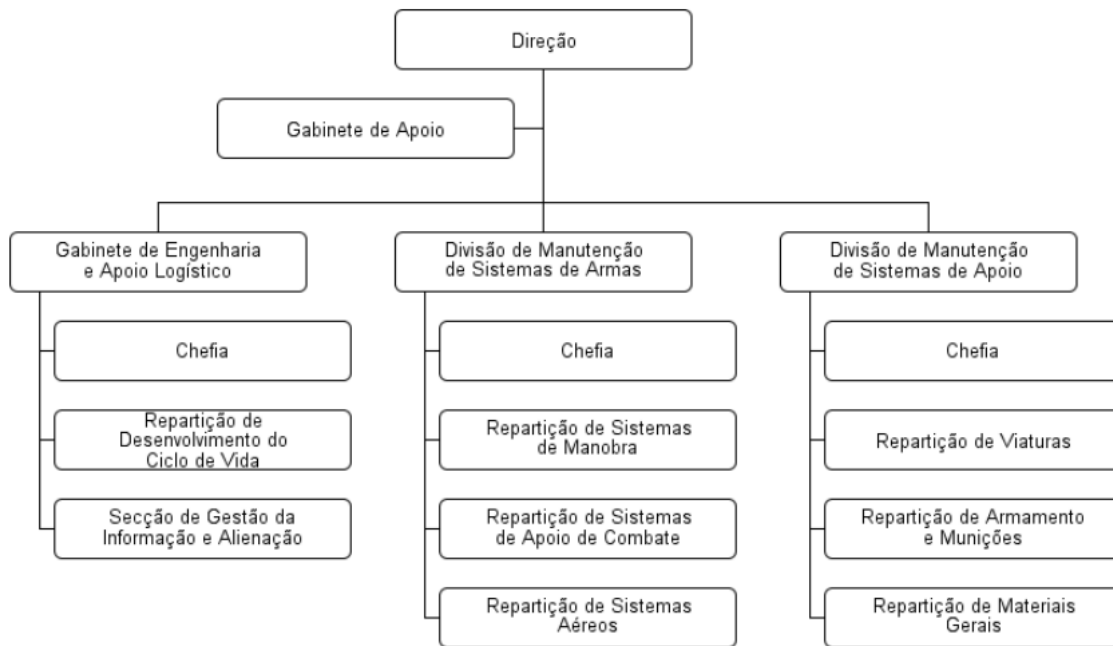 Direção
Gabinete de Apoio
Gabinete de Engenharia
e Apoio Logístico
Chefia
Repartição de
Desenvolvimento do
Ciclo de Vida
Secção de Gestão da
Informação e Alienação
Divisão de Manutenção
de Sistemas de Armas
Chefia
Repartição de Sistemas
de Manobra
Repartição de Sistemas
de Apoio de Combate
Repartição de Sistemas
Aéreos
Divisão de Manutenção
de Sistemas de Apoio
Chefia
Repartição de Viaturas
Repartição de Armamento
e Munições
Repartição de Materiais
Gerais